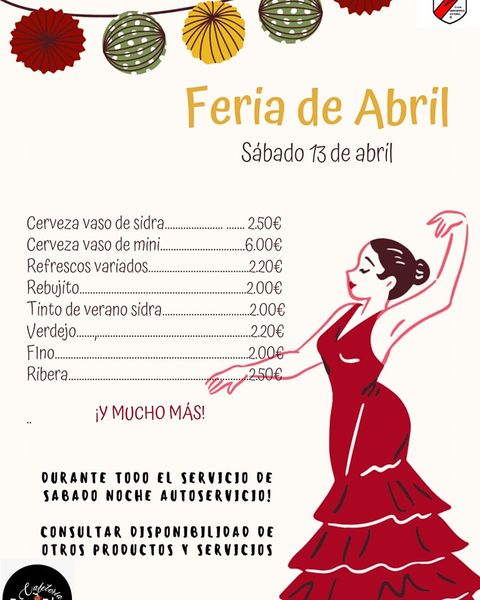 Feria de Abril
Sábado 13 de abril
Cerveza vaso de sidra...................... ....... 2.50€
Cerveza vaso de mini.............................6.00€
Refrescos variados..................................2.20€
Rebujito................................................2.00€
Tinto de verano sidra..............................2.00€
Verdejo.................................................2.20€
FIno......................................................2.00€
Ribera...................................................2.50€
¡Y MUCHO MÁS!
..
DURANTE TODO EL SERVICIO DE
SABADO NOCHE AUTOSERVICIO!
CONSULTAR DISPONIBILIDAD DE
OTROS PRODUCTOS Y SERVICIOS
Cafetería